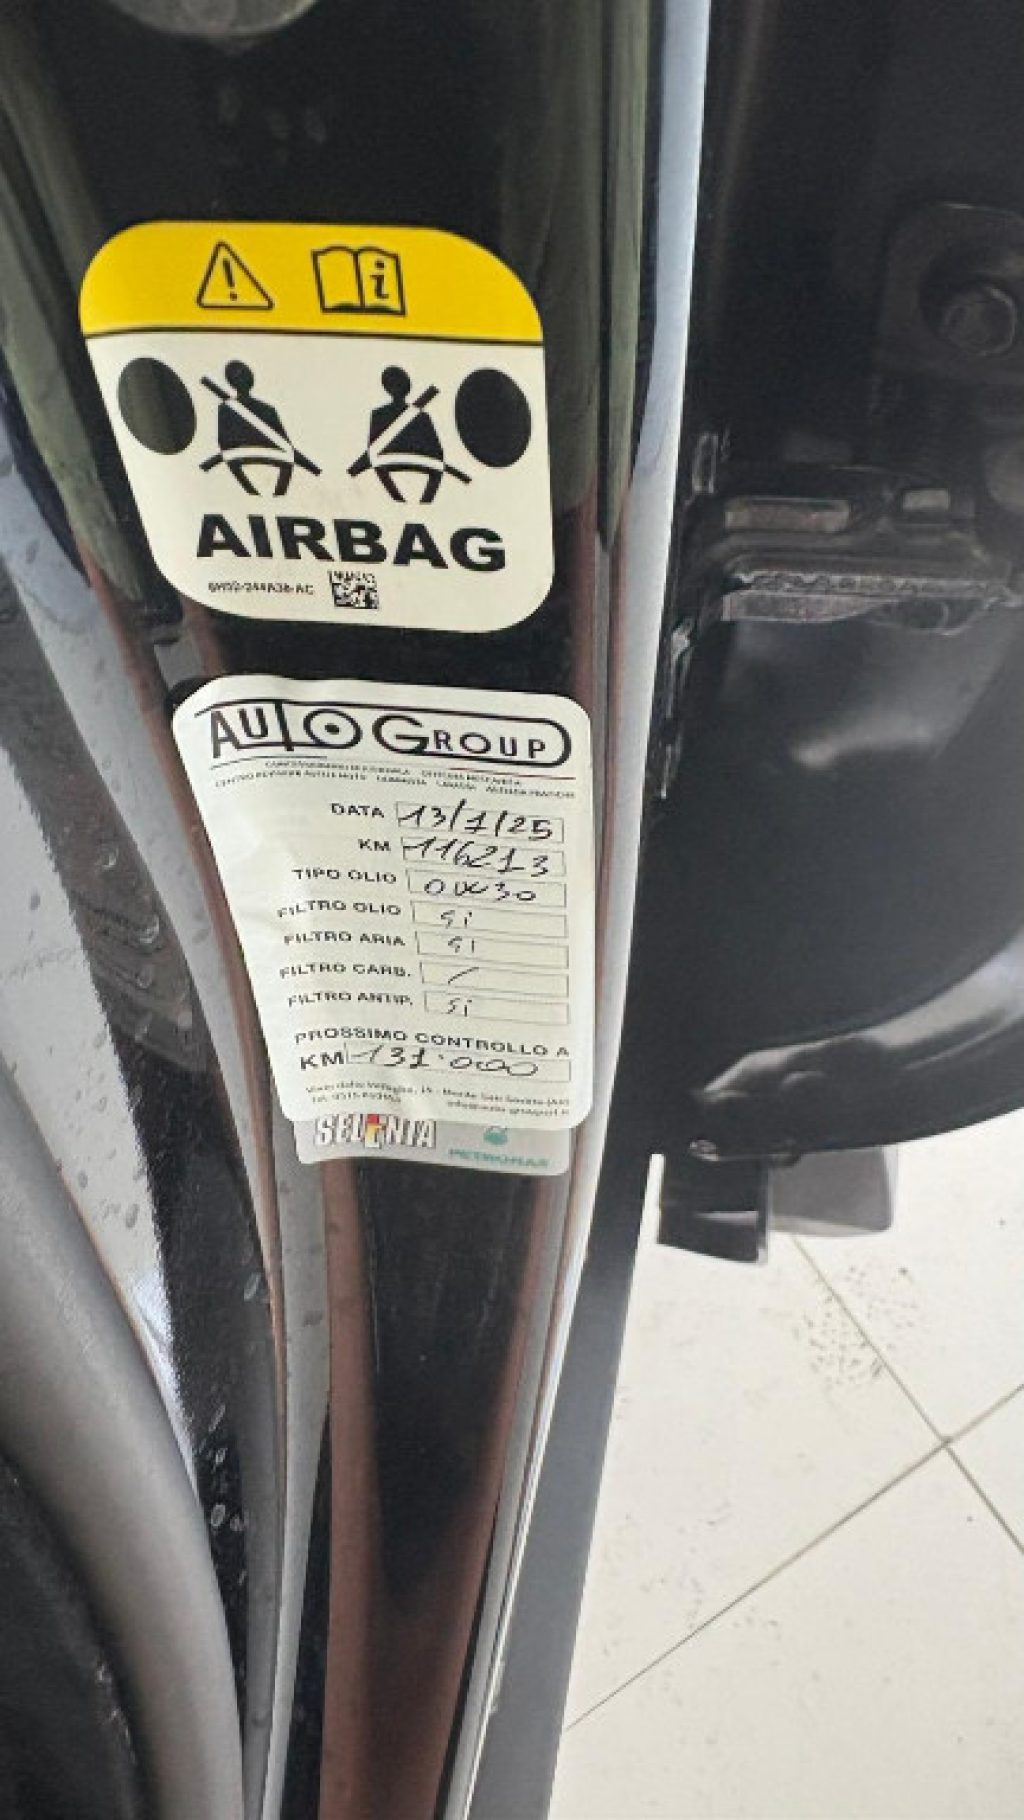 AIRBAG
AUTO GROUP
DATA 13/1/25
KM 116213
TIPO OLIO 0W30
FILTRO OLIO si
FILTRO ARIA si
FILTRO CARB. /
FILTRO ANTIP. si
PROSSIMO CONTROLLO A
KM 131'000
SELENIA PETRONAS